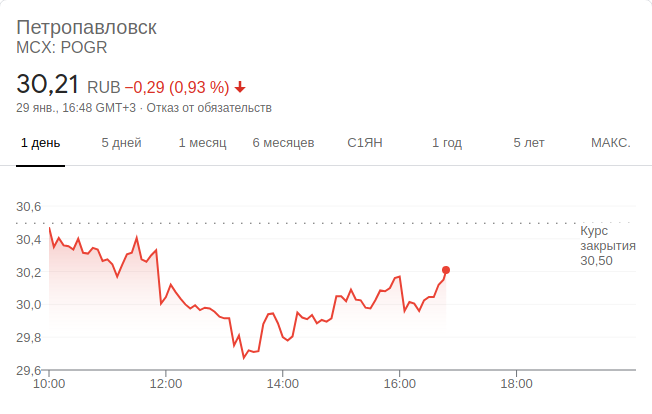 Петропавловск
MCX: POGR
30,21 RUB −0,29 (0,93 %)
29 янв., 16:48 GMT+3 · Отказ от обязательств
1 день 5 дней 1 месяц 6 месяцев С1ЯН 1 год 5 лет МАКС.
30,6
30,4
30,2
30,0
29,8
29,6
Курс
закрытия
30,50
10:00 12:00 14:00 16:00 18:00